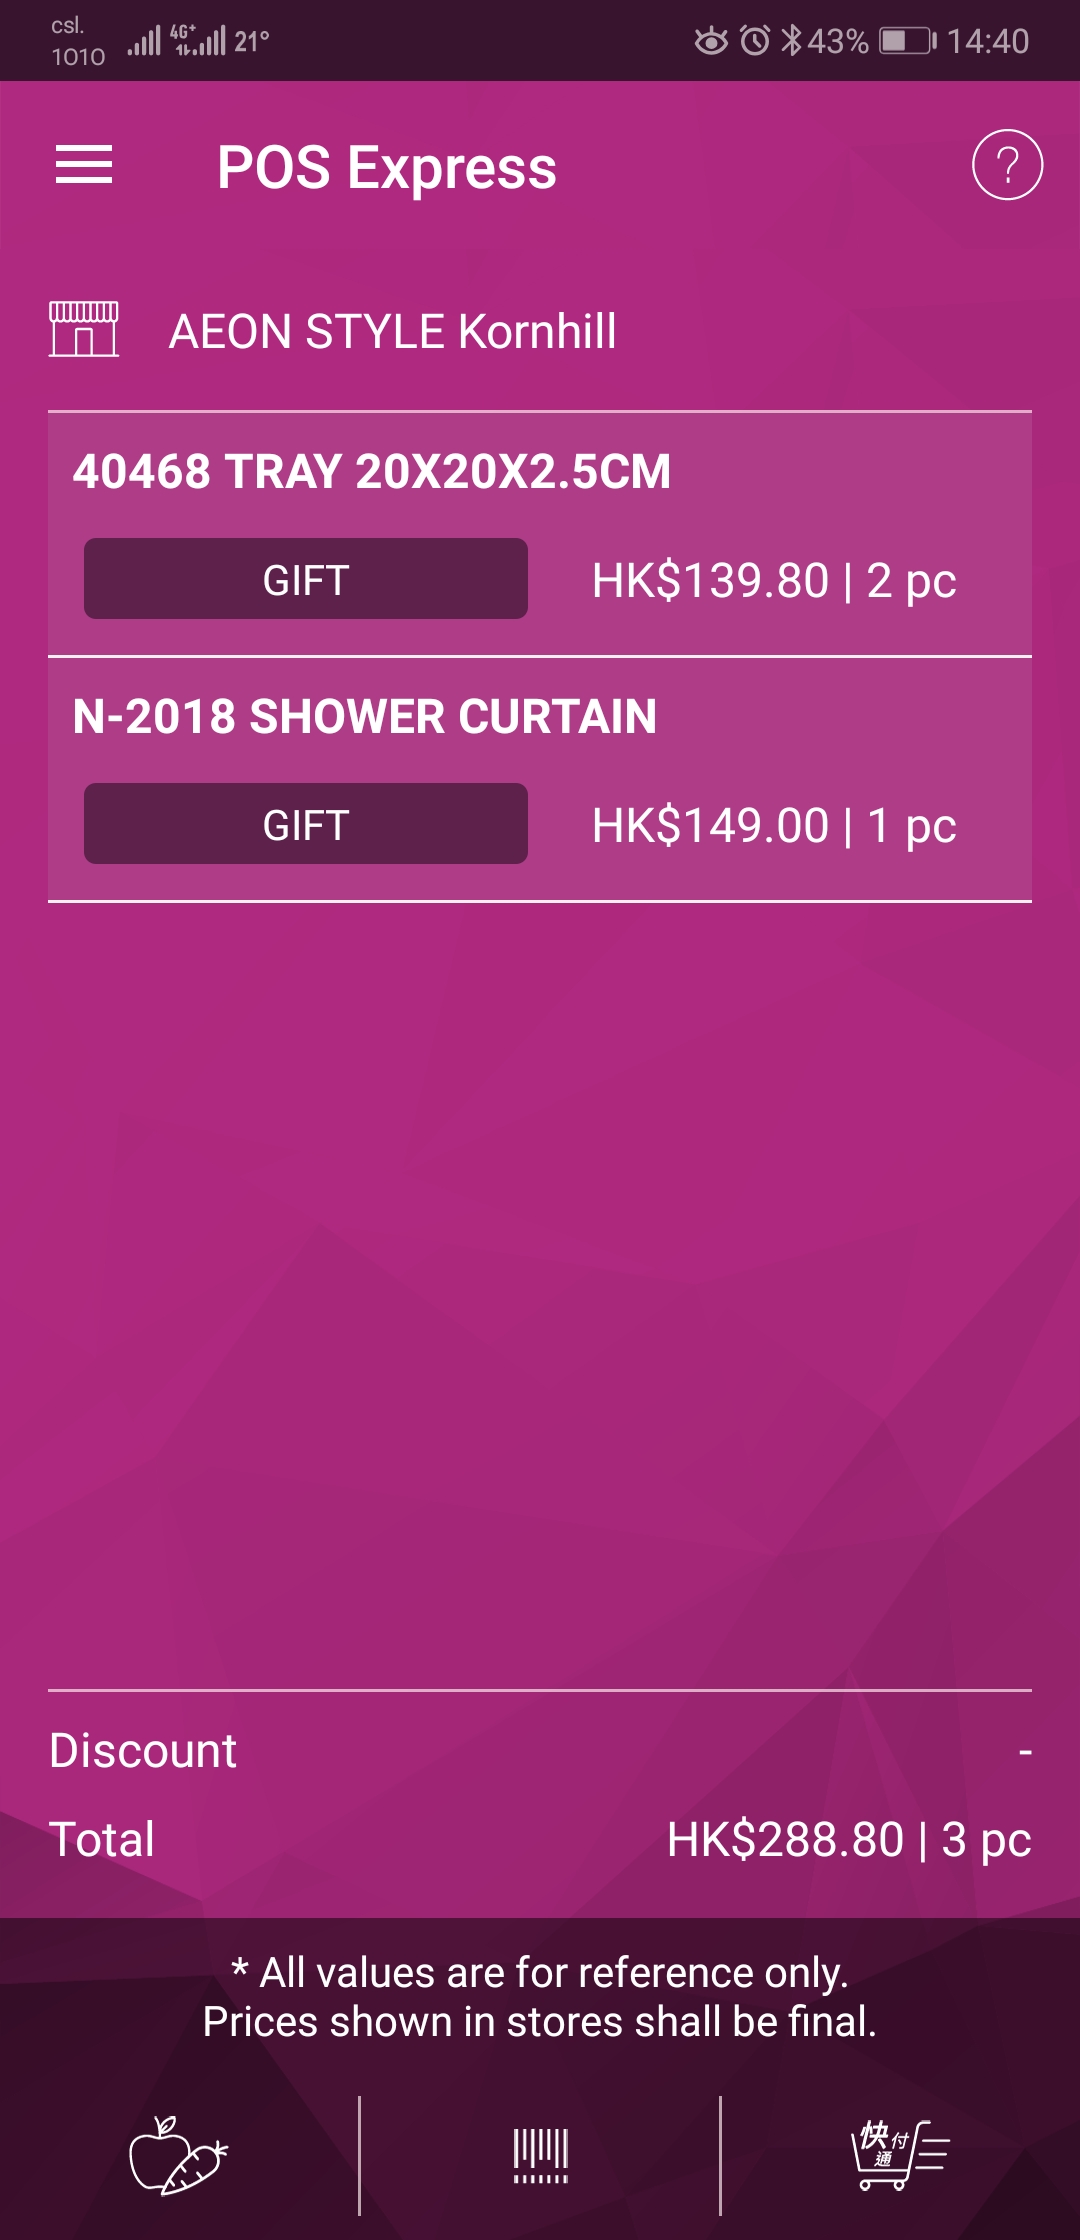 csl.
1010
4G+
21°
43%
14:40
POS Express
?
AEON STYLE Kornhill
40468 TRAY 20X20X2.5CM
GIFT
HK$139.80 | 2 pc
N-2018 SHOWER CURTAIN
GIFT
HK$149.00 | 1 pc
Discount -
Total HK$288.80 | 3 pc
* All values are for reference only.
Prices shown in stores shall be final.
快付
通